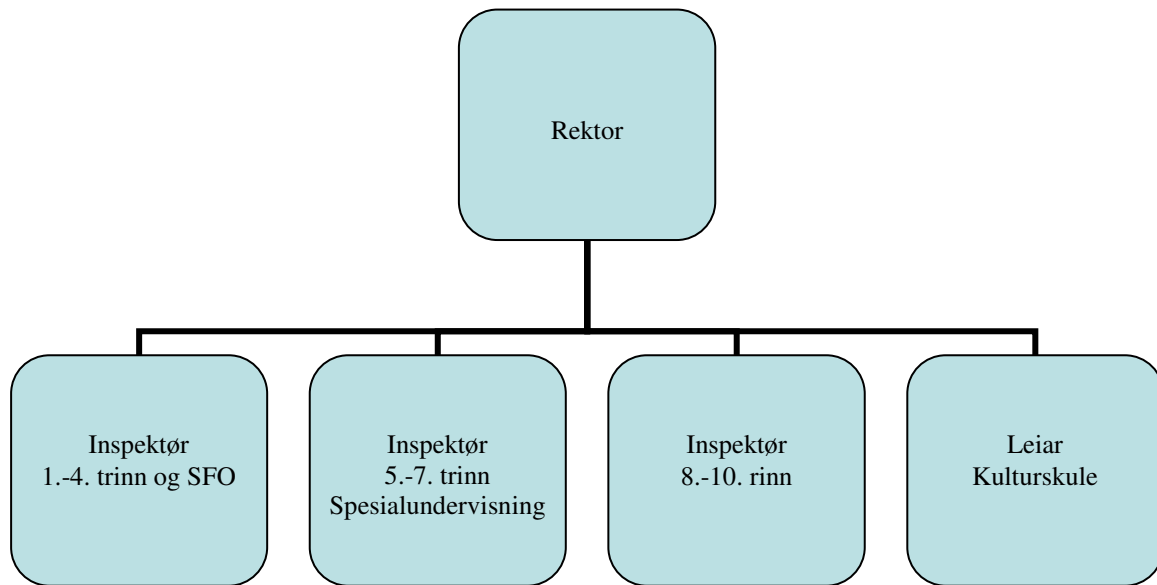 Rektor
Inspektør
1.-4. trinn og SFO
Inspektør
5.-7. trinn
Spesialundervisning
Inspektør
8.-10. rinn
Leiar
Kulturskule